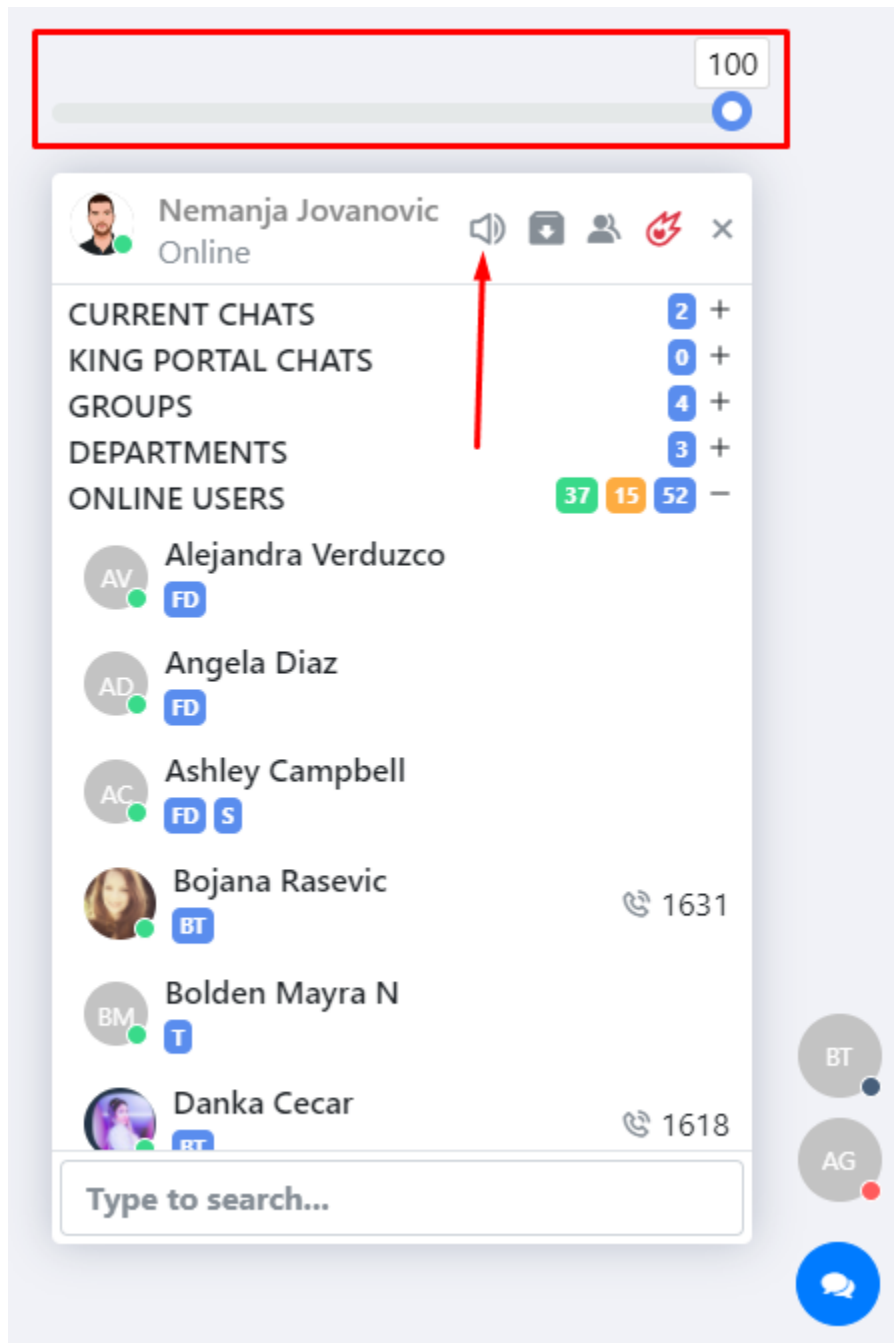 100
Nemanja Jovanovic
Online
CURRENT CHATS 2 +
KING PORTAL CHATS 0 +
GROUPS 4 +
DEPARTMENTS 3 +
ONLINE USERS 37 15 52 −
AV Alejandra Verduzco
FD
AD Angela Diaz
FD
AC Ashley Campbell
FD S
Bojana Rasevic
BT
1631
BM Bolden Mayra N
T
Danka Cecar
BT
1618
Type to search...
BT
AG